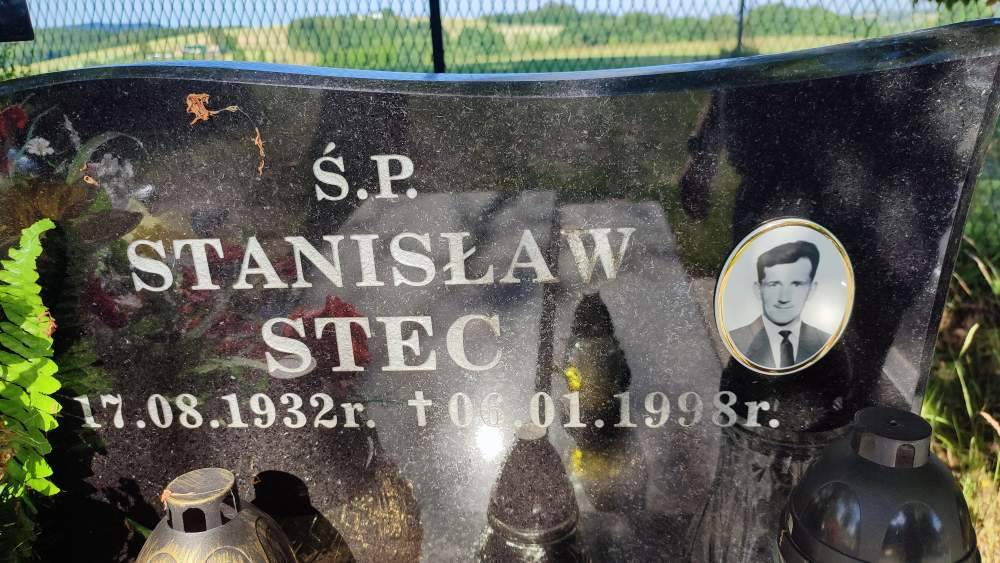 Ś.P.
STANISŁAW
STEC
17.08.1932r. ✝ 06.01.1998r.